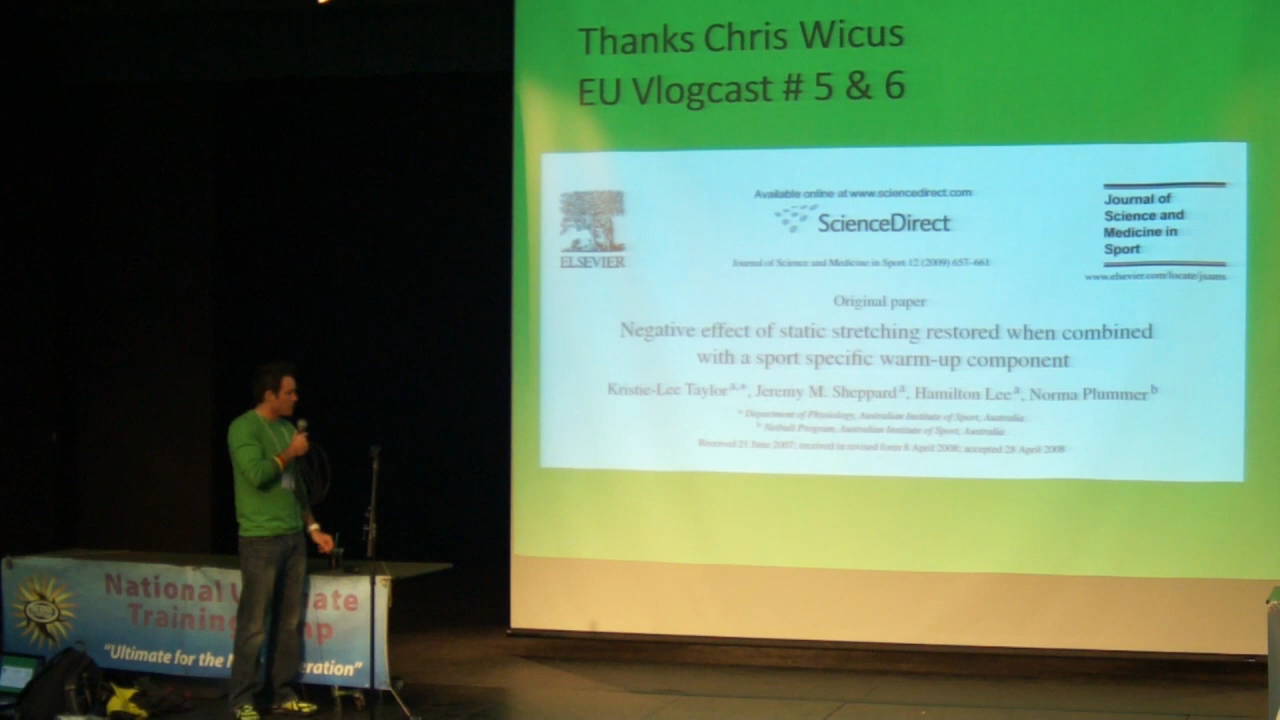 Thanks Chris Wicus
EU Vlogcast # 5 & 6
ELSEVIER
Available online at www.sciencedirect.com
ScienceDirect
Journal of Science and Medicine in Sport 12 (2009) 657–661
Journal of
Science and
Medicine in
Sport
www.elsevier.com/locate/jsams
Original paper
Negative effect of static stretching restored when combined
with a sport specific warm-up component
Kristie-Lee Taylor a,*, Jeremy M. Sheppard a, Hamilton Lee a, Norma Plummer b
a Department of Physiology, Australian Institute of Sport, Australia
b Netball Program, Australian Institute of Sport, Australia
Received 21 June 2007; received in revised form 8 April 2008; accepted 28 April 2008
National U ate
Training mp
"Ultimate for the N eration"